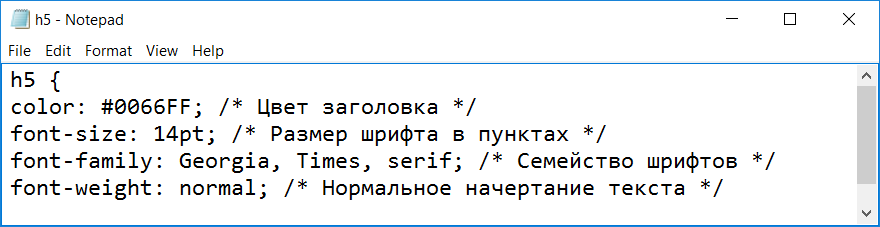 h5 - Notepad
File Edit Format View Help
h5 {
color: #0066FF; /* Цвет заголовка */
font-size: 14pt; /* Размер шрифта в пунктах */
font-family: Georgia, Times, serif; /* Семейство шрифтов */
font-weight: normal; /* Нормальное начертание текста */